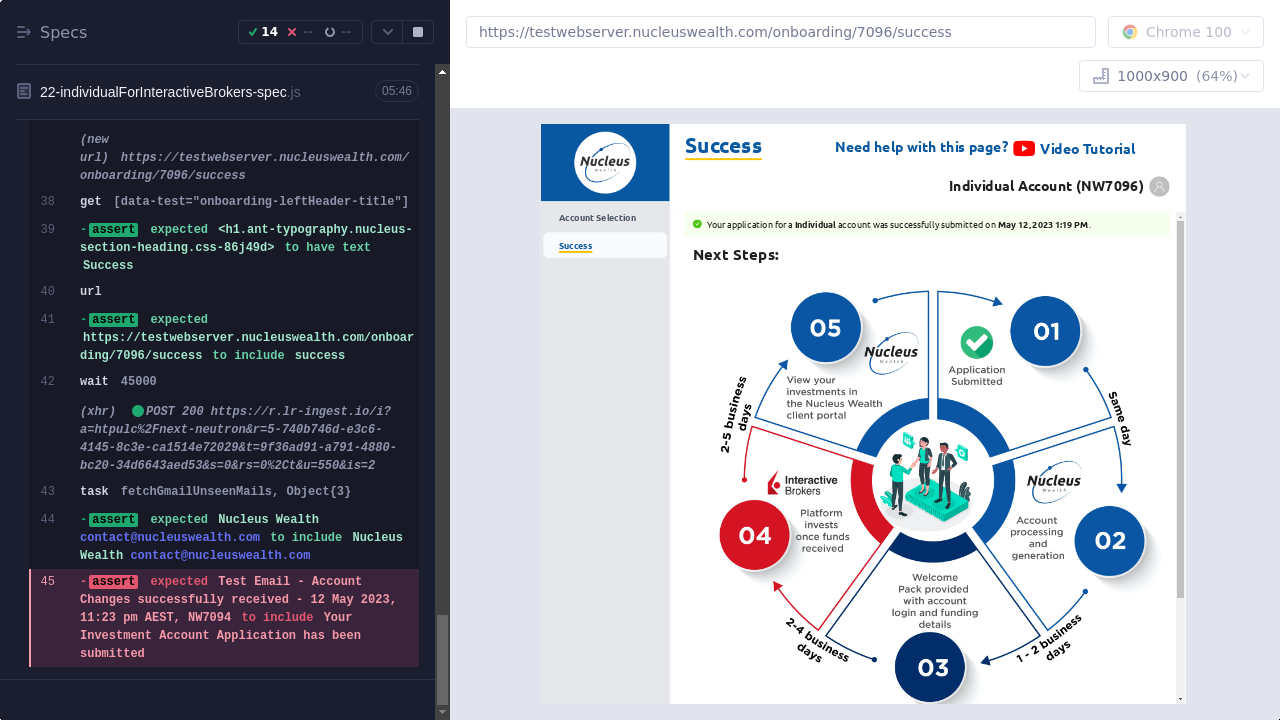 Specs
14
--
--
22-individualForInteractiveBrokers-spec.js
05:46
(new
url) https://testwebserver.nucleuswealth.com/
onboarding/7096/success
38 get [data-test="onboarding-leftHeader-title"]
39 -assert expected <h1.ant-typography.nucleus-
section-heading.css-86j49d> to have text
Success
40 url
41 -assert expected
https://testwebserver.nucleuswealth.com/onboar
ding/7096/success to include success
42 wait 45000
(xhr) POST 200 https://r.lr-ingest.io/i?
a=htpulc%2Fnext-neutron&r=5-740b746d-e3c6-
4145-8c3e-ca1514e72029&t=9f36ad91-a791-4880-
bc20-34d6643aed53&s=0&rs=0%2Ct&u=550&is=2
43 task fetchGmailUnseenMails, Object{3}
44 -assert expected Nucleus Wealth
contact@nucleuswealth.com to include Nucleus
Wealth contact@nucleuswealth.com
45 -assert expected Test Email - Account
Changes successfully received - 12 May 2023,
11:23 pm AEST, NW7094 to include Your
Investment Account Application has been
submitted
https://testwebserver.nucleuswealth.com/onboarding/7096/success
Chrome 100
1000x900 (64%)
Nucleus
Wealth
Account Selection
Success
Success
Need help with this page?
Video Tutorial
Individual Account (NW7096)
Your application for a Individual account was successfully submitted on May 12, 2023 1:19 PM.
Next Steps:
01
Application
Submitted
Same day
Nucleus
Wealth
02
Account
processing
and
generation
1 - 2 business
days
Welcome
Pack provided
with account
login and funding
details
03
2-4 business
days
Interactive
Brokers
04
Platform
invests
once funds
received
2-5 business
days
05
Nucleus
Wealth
View your
investments in
the Nucleus Wealth
client portal